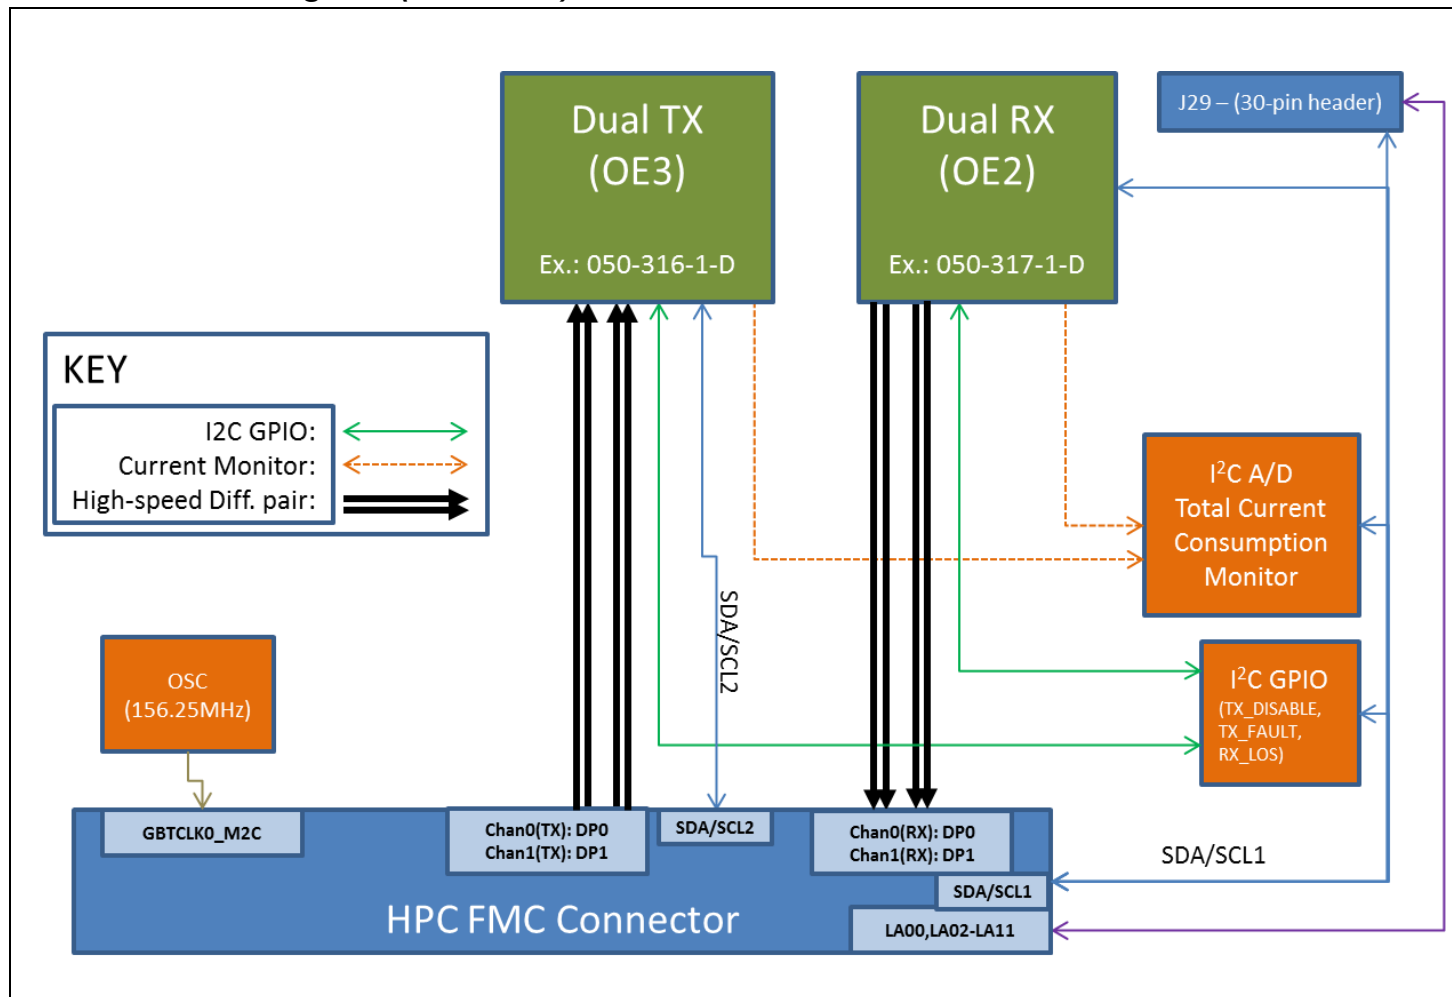 Dual TX
(OE3)
Ex.: 050-316-1-D
Dual RX
(OE2)
Ex.: 050-317-1-D
J29 – (30-pin header)
KEY
I2C GPIO:
Current Monitor:
High-speed Diff. pair:
I²C A/D
Total Current
Consumption
Monitor
SDA/SCL2
OSC
(156.25MHz)
I²C GPIO
(TX_DISABLE,
TX_FAULT,
RX_LOS)
GBTCLK0_M2C
Chan0(TX): DP0
Chan1(TX): DP1
SDA/SCL2
Chan0(RX): DP0
Chan1(RX): DP1
SDA/SCL1
SDA/SCL1
HPC FMC Connector
LA00,LA02-LA11